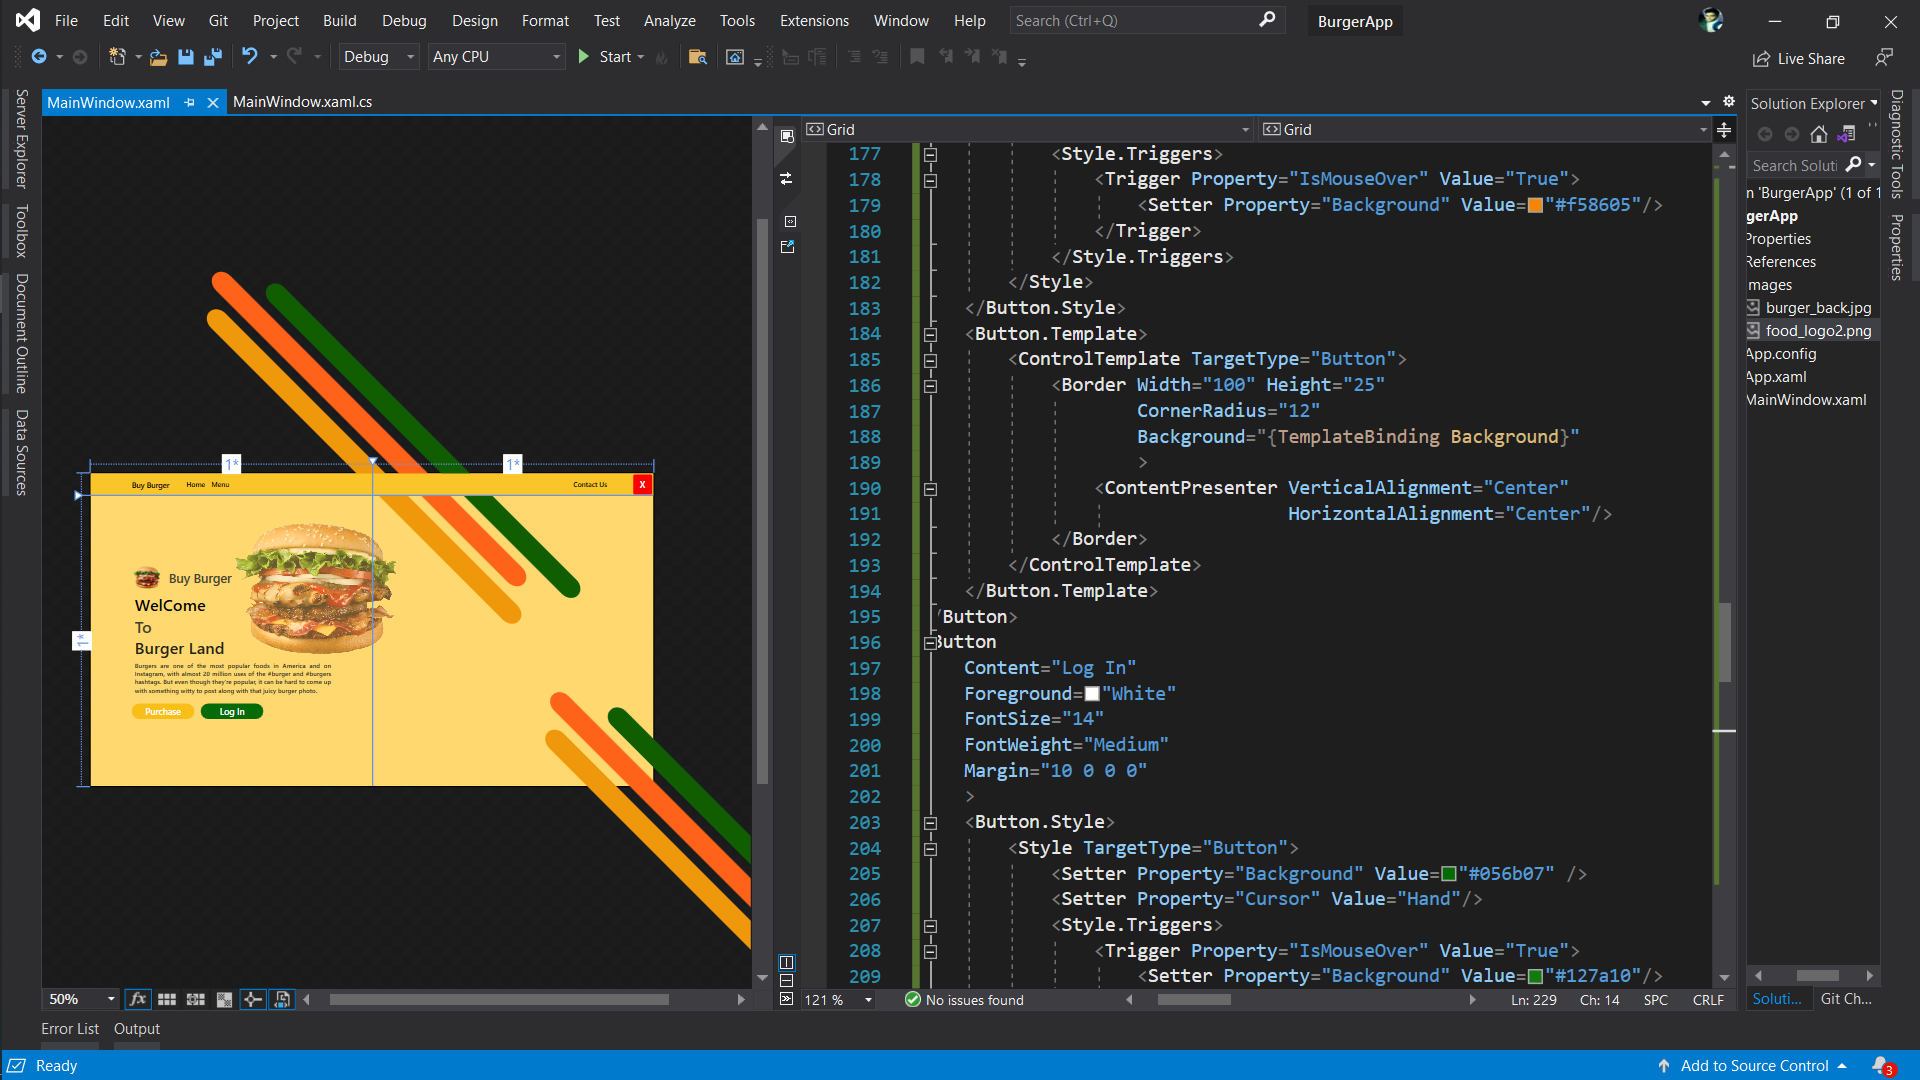 File Edit View Git Project Build Debug Design Format Test Analyze Tools Extensions Window Help Search (Ctrl+Q) BurgerApp
Debug Any CPU Start Live Share
Server Explorer
Toolbox
Document Outline
Data Sources
MainWindow.xaml MainWindow.xaml.cs
1* 1*
1*
Buy Burger Home Menu Contact Us X
Buy Burger
WelCome
To
Burger Land
Burgers are one of the most popular foods in America and on
Instagram, with almost 20 million uses of the #burger and #burgers
hashtags. But even though they're popular, it can be hard to come up
with something witty to post along with that juicy burger photo.
Purchase Log In
50%
Grid Grid
177 <Style.Triggers>
178 <Trigger Property="IsMouseOver" Value="True">
179 <Setter Property="Background" Value="#f58605"/>
180 </Trigger>
181 </Style.Triggers>
182 </Style>
183 </Button.Style>
184 <Button.Template>
185 <ControlTemplate TargetType="Button">
186 <Border Width="100" Height="25"
187 CornerRadius="12"
188 Background="{TemplateBinding Background}"
189 >
190 <ContentPresenter VerticalAlignment="Center"
191 HorizontalAlignment="Center"/>
192 </Border>
193 </ControlTemplate>
194 </Button.Template>
195 /Button>
196 Button
197 Content="Log In"
198 Foreground="White"
199 FontSize="14"
200 FontWeight="Medium"
201 Margin="10 0 0 0"
202 >
203 <Button.Style>
204 <Style TargetType="Button">
205 <Setter Property="Background" Value="#056b07" />
206 <Setter Property="Cursor" Value="Hand"/>
207 <Style.Triggers>
208 <Trigger Property="IsMouseOver" Value="True">
209 <Setter Property="Background" Value="#127a10"/>
121 % No issues found Ln: 229 Ch: 14 SPC CRLF
Solution Explorer
Search Soluti
n 'BurgerApp' (1 of 1
gerApp
Properties
References
mages
burger_back.jpg
food_logo2.png
App.config
App.xaml
MainWindow.xaml
Soluti... Git Ch...
Diagnostic Tools
Properties
Error List Output
Ready Add to Source Control 3